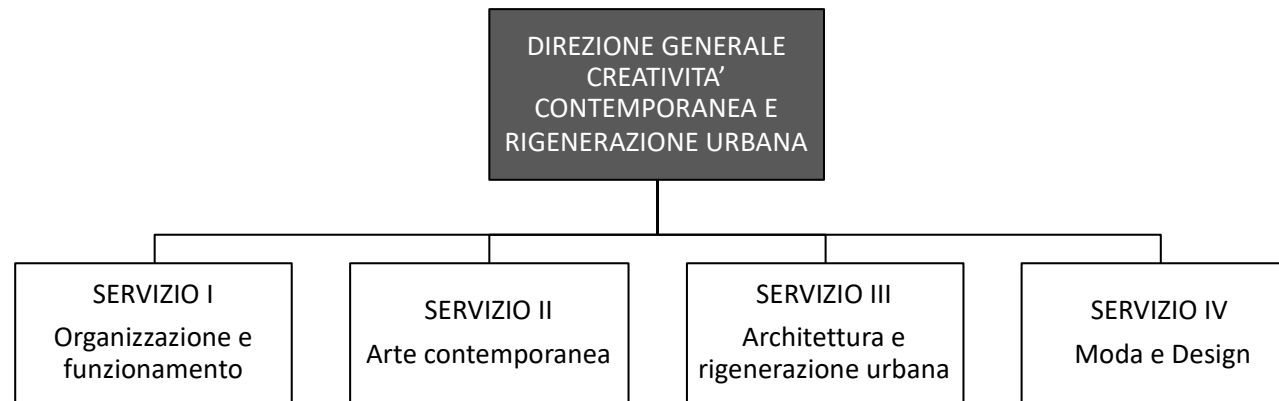 DIREZIONE GENERALE
CREATIVITA’
CONTEMPORANEA E
RIGENERAZIONE URBANA
SERVIZIO I
Organizzazione e
funzionamento
SERVIZIO II
Arte contemporanea
SERVIZIO III
Architettura e
rigenerazione urbana
SERVIZIO IV
Moda e Design